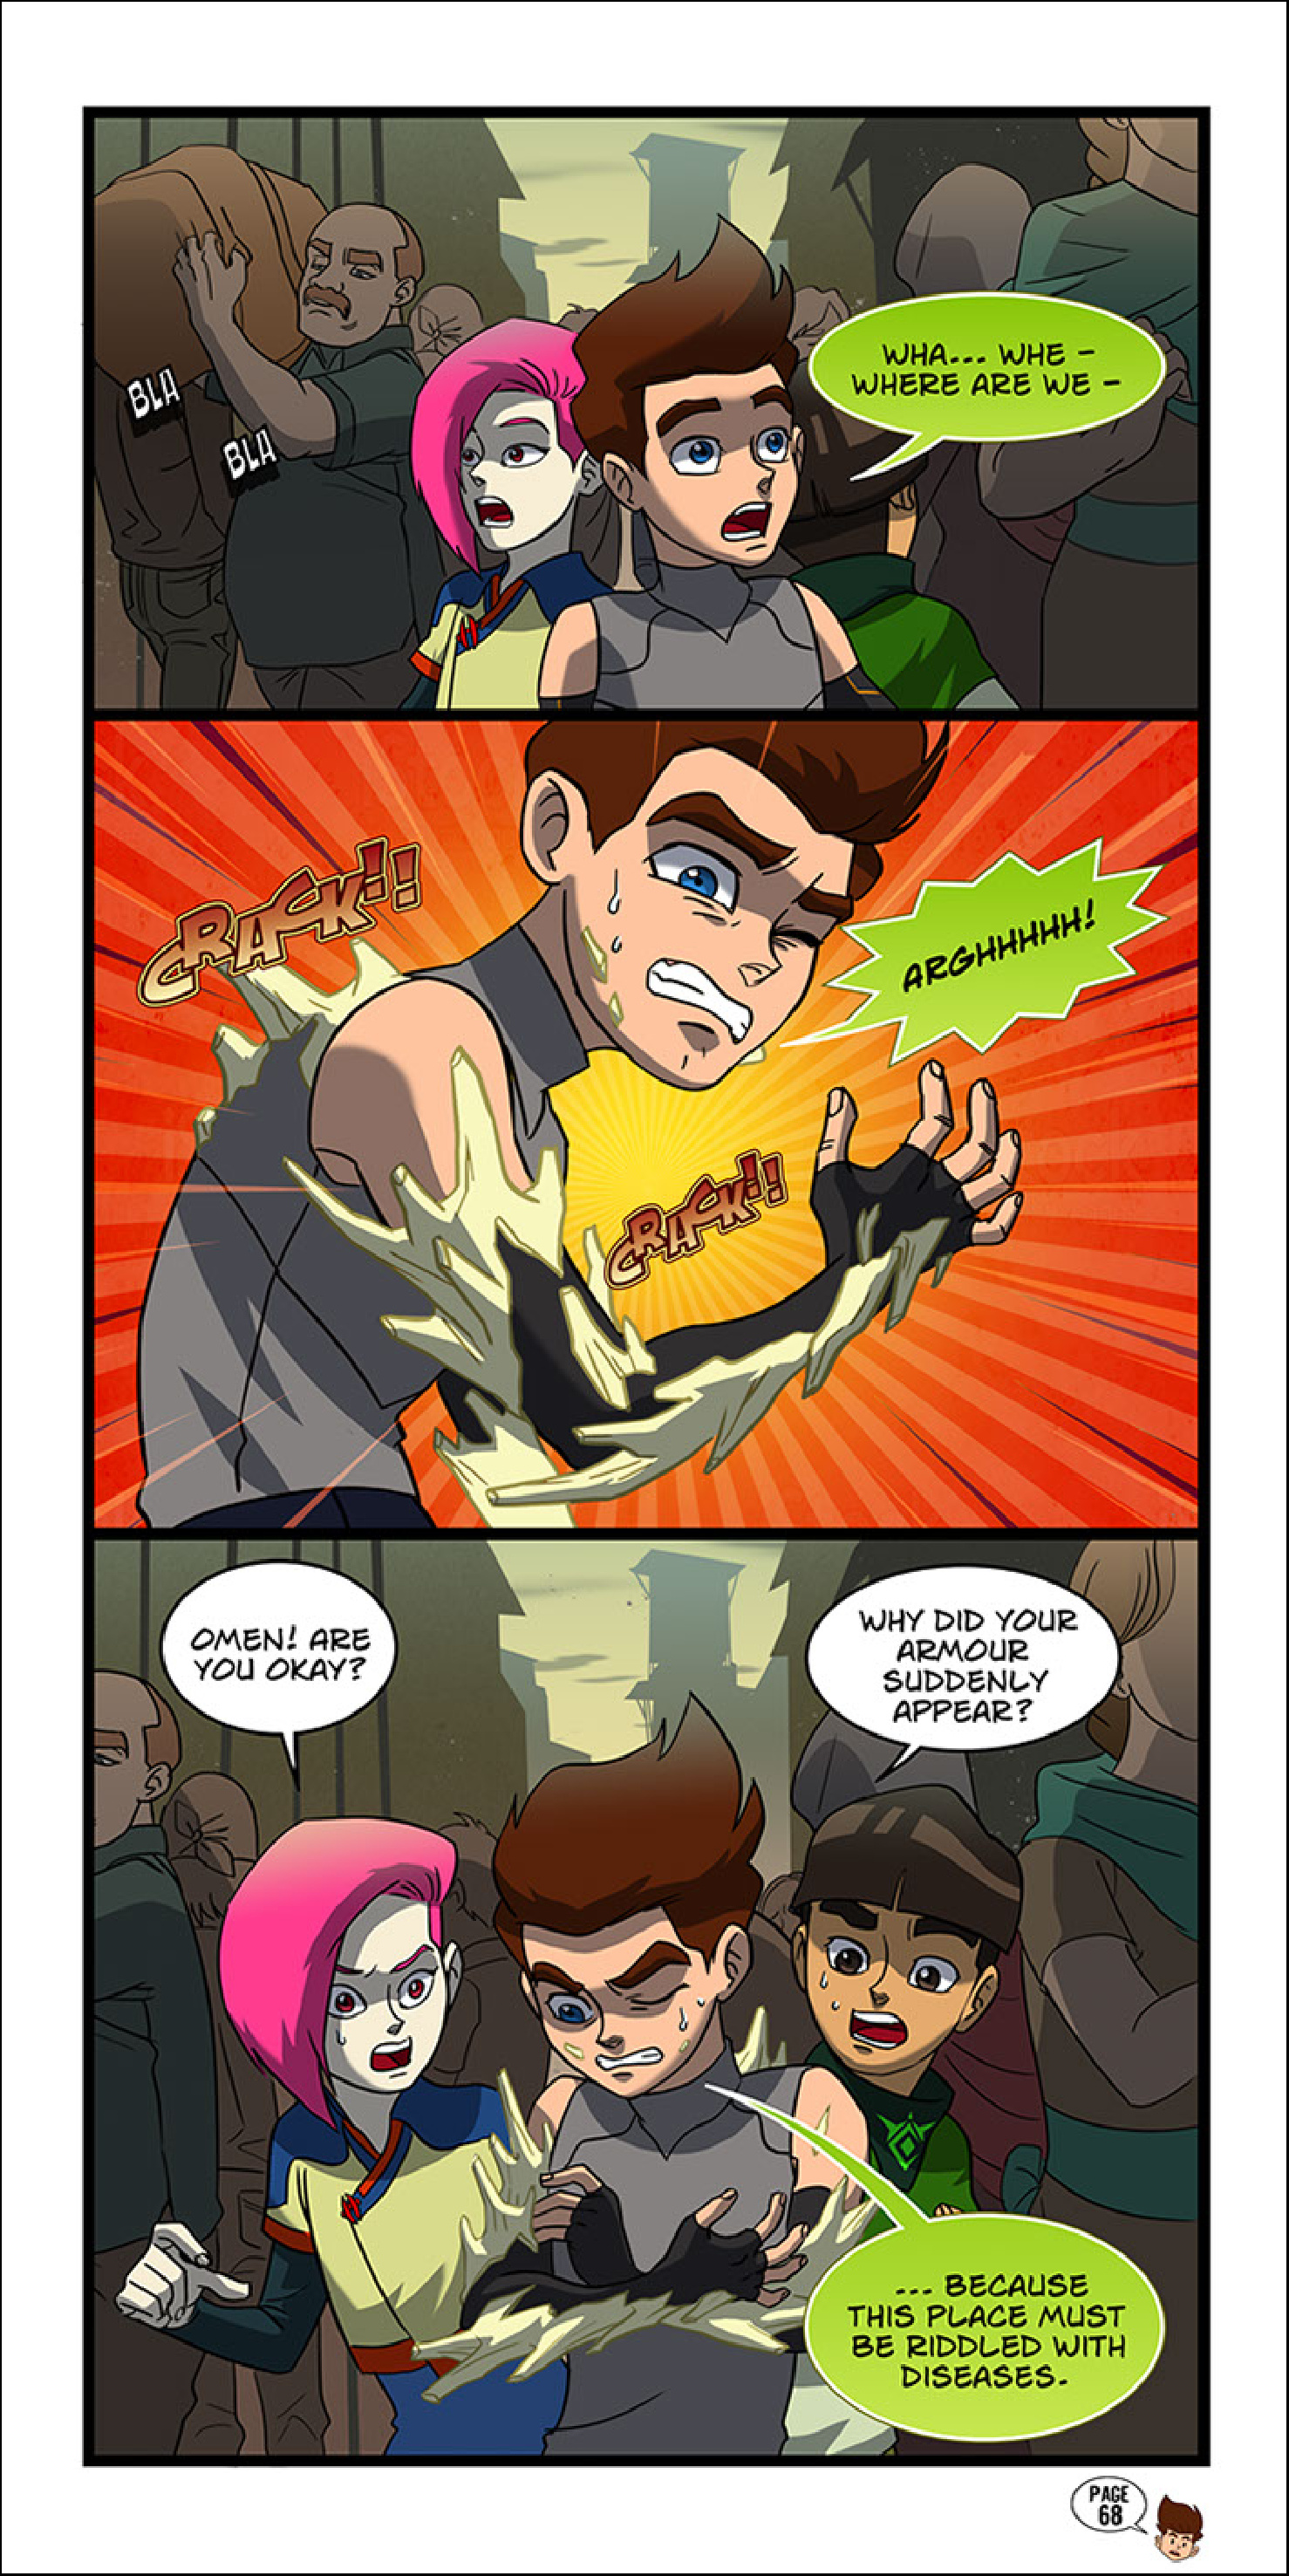 BLA
BLA
WHA... WHE –
WHERE ARE WE –
CRACK!!
ARGHHHHH!
CRACK!!
OMEN! ARE
YOU OKAY?
WHY DID YOUR
ARMOUR
SUDDENLY
APPEAR?
... BECAUSE
THIS PLACE MUST
BE RIDDLED WITH
DISEASES.
PAGE
68